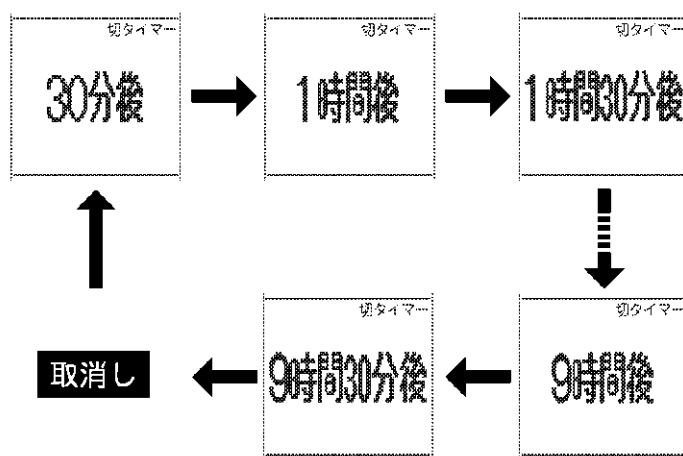 切タイマー
30分後
切タイマー
1時間後
切タイマー
1時間30分後
切タイマー
9時間後
切タイマー
9時間30分後
取消し